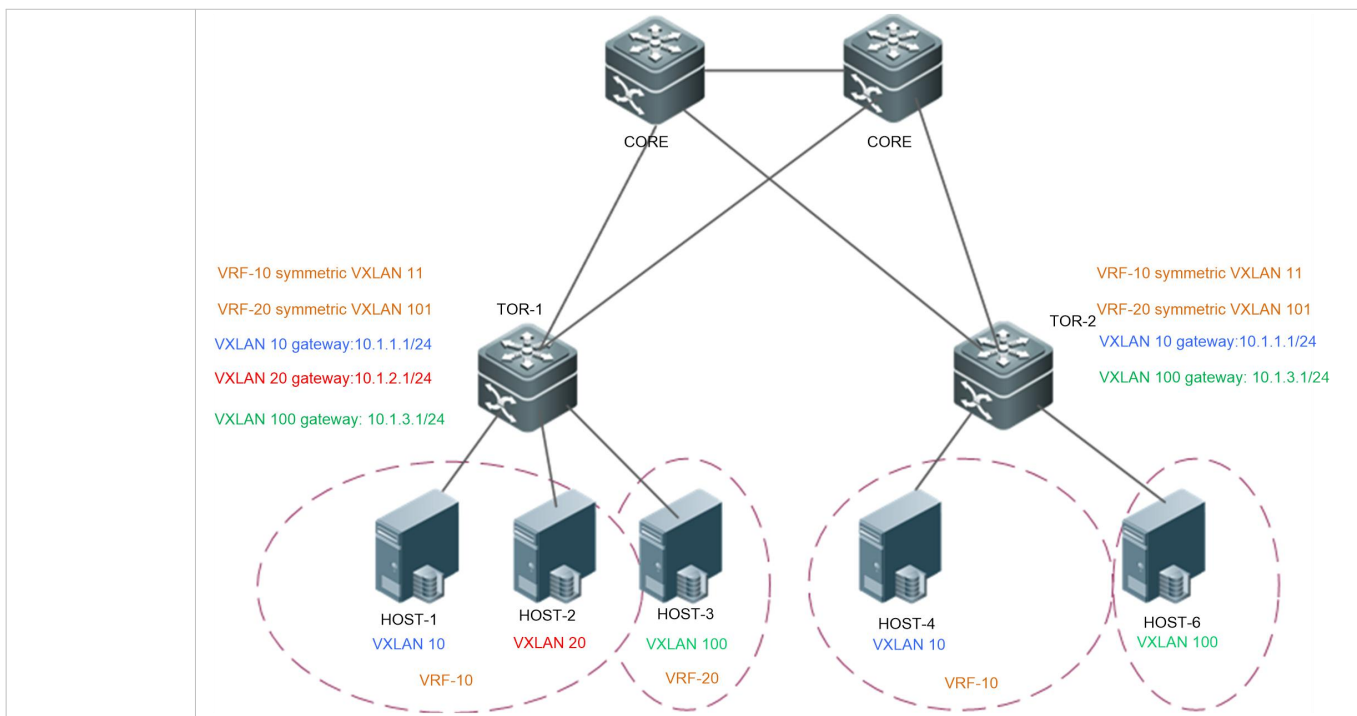 CORE
CORE
VRF-10 symmetric VXLAN 11
VRF-20 symmetric VXLAN 101
TOR-1
VXLAN 10 gateway:10.1.1.1/24
VXLAN 20 gateway:10.1.2.1/24
VXLAN 100 gateway: 10.1.3.1/24
VRF-10 symmetric VXLAN 11
VRF-20 symmetric VXLAN 101
TOR-2
VXLAN 10 gateway:10.1.1.1/24
VXLAN 100 gateway: 10.1.3.1/24
HOST-1
VXLAN 10
HOST-2
VXLAN 20
HOST-3
VXLAN 100
HOST-4
VXLAN 10
HOST-6
VXLAN 100
VRF-10
VRF-20
VRF-10